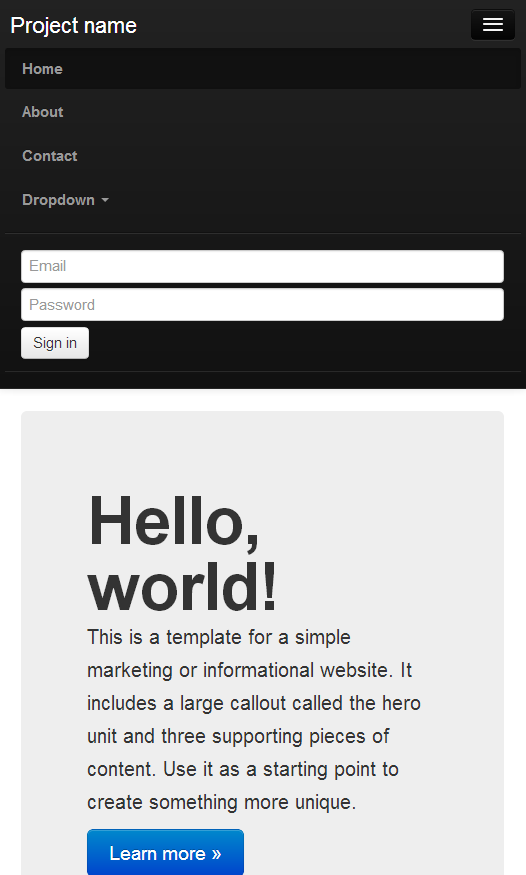 Project name
Home
About
Contact
Dropdown
Email
Password
Sign in
Hello,
world!
This is a template for a simple
marketing or informational website. It
includes a large callout called the hero
unit and three supporting pieces of
content. Use it as a starting point to
create something more unique.
Learn more »